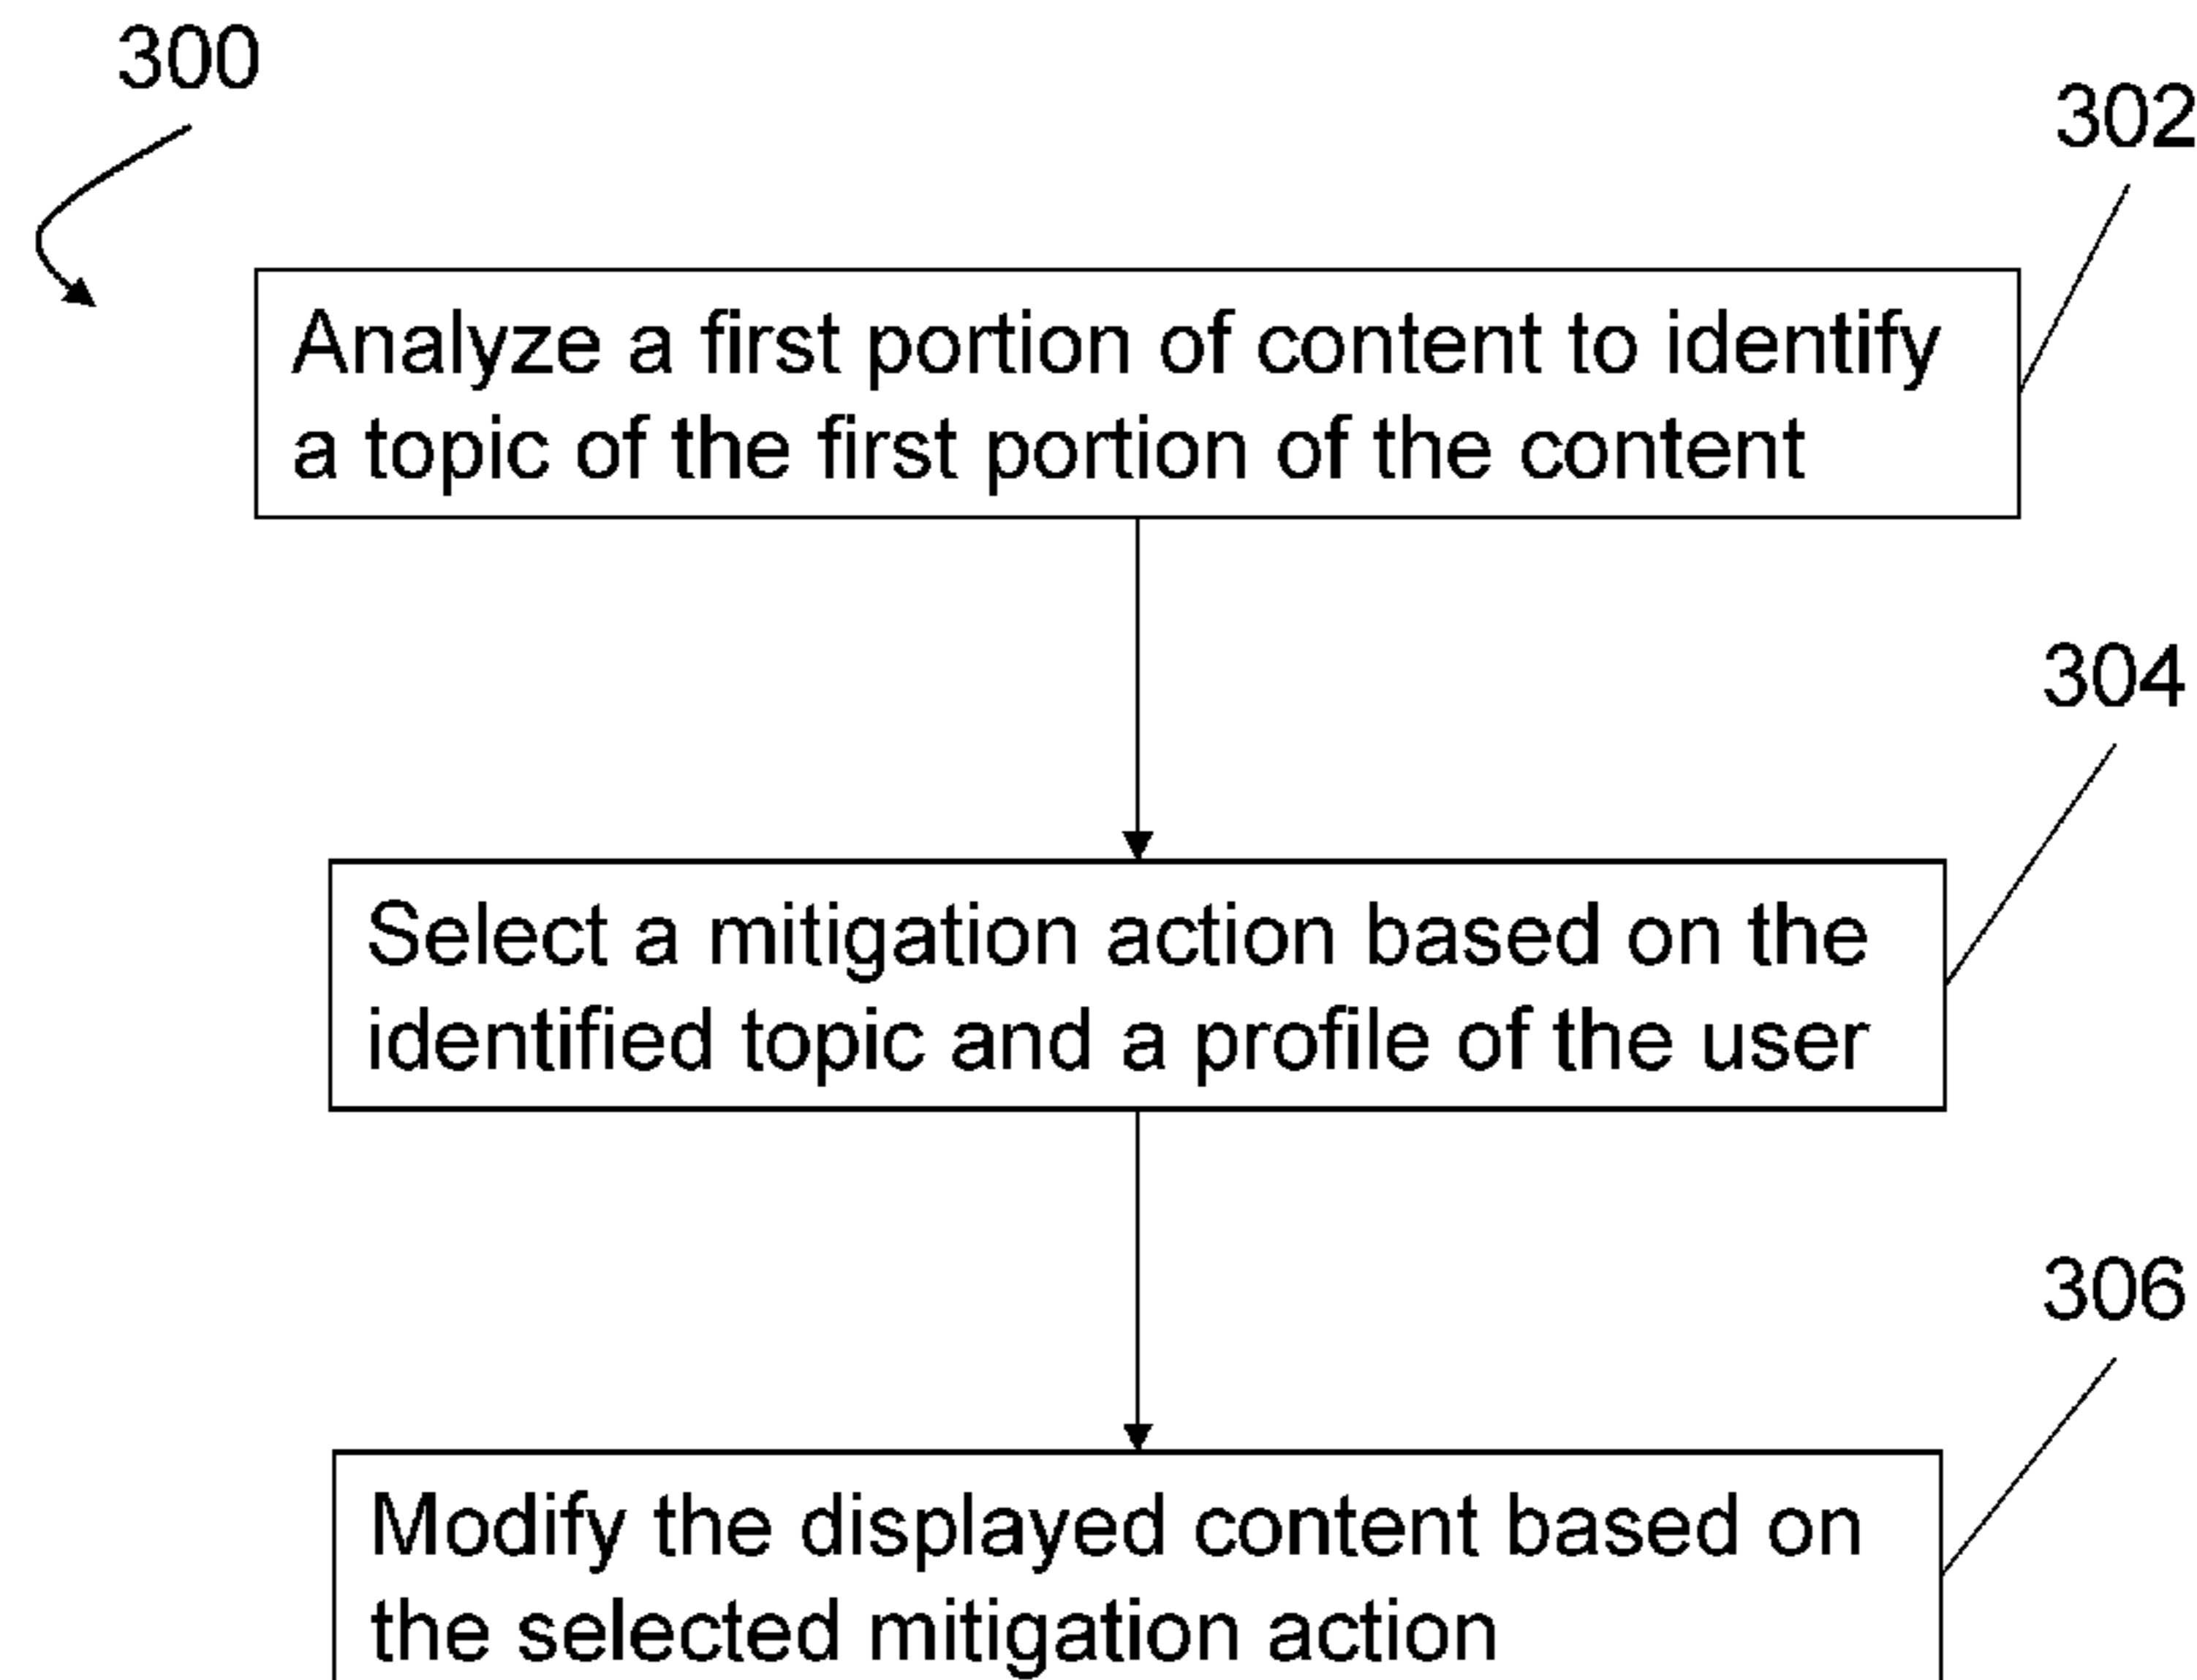 300
302
Analyze a first portion of content to identify
a topic of the first portion of the content
304
Select a mitigation action based on the
identified topic and a profile of the user
306
Modify the displayed content based on
the selected mitigation action